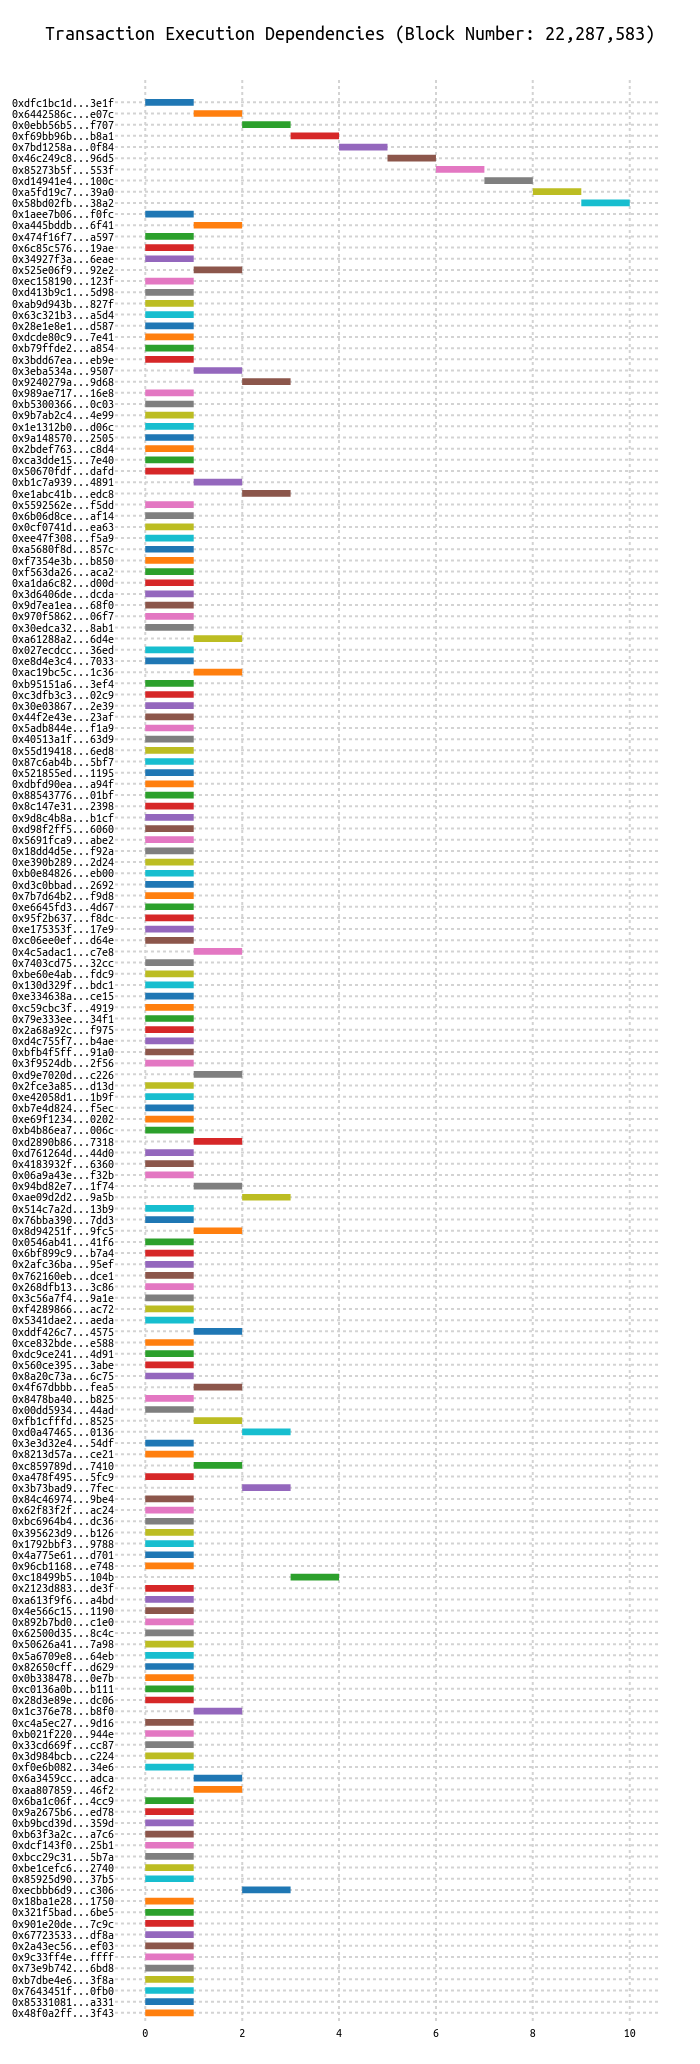 Transaction Execution Dependencies (Block Number: 22,287,583)
0xdfc1bc1d...3e1f
0x6442586c...e07c
0x0ebb56b5...f707
0xf69bb96b...b8a1
0x7bd1258a...0f84
0x46c249c8...96d5
0x85273b5f...553f
0xd14941e4...100c
0xa5fd19c7...39a0
0x58bd02fb...38a2
0x1aee7b06...f0fc
0xa445bddb...6f41
0x474f16f7...a597
0x6c85c576...19ae
0x34927f3a...6eae
0x525e06f9...92e2
0xec158190...123f
0xd413b9c1...5d98
0xab9d943b...827f
0x63c321b3...a5d4
0x28e1e8e1...d587
0xdcde80c9...7e41
0xb79ffde2...a854
0x3bdd67ea...eb9e
0x3eba534a...9507
0x9240279a...9d68
0x989ae717...16e8
0xb5300366...0c03
0x9b7ab2c4...4e99
0x1e1312b0...d06c
0x9a148570...2505
0x2bdef763...c8d4
0xca3dde15...7e40
0x50670fdf...dafd
0xb1c7a939...4891
0xe1abc41b...edc8
0x5592562e...f5dd
0x6b06d8ce...af14
0x0cf0741d...ea63
0xee47f308...f5a9
0xa5680f8d...857c
0xf7354e3b...b850
0xf563da26...aca2
0xa1da6c82...d00d
0x3d6406de...dcda
0x9d7ea1ea...68f0
0x970f5862...06f7
0x30edca32...8ab1
0xa61288a2...6d4e
0x027ecdcc...36ed
0xe8d4e3c4...7033
0xac19bc5c...1c36
0xb95151a6...3ef4
0xc3dfb3c3...02c9
0x30e03867...2e39
0x44f2e43e...23af
0x5adb844e...f1a9
0x40513a1f...63d9
0x55d19418...6ed8
0x87c6ab4b...5bf7
0x521855ed...1195
0xdbfd90ea...a94f
0x88543776...01bf
0x8c147e31...2398
0x9d8c4b8a...b1cf
0xd98f2ff5...6060
0x5691fca9...abe2
0x18dd4d5e...f92a
0xe390b289...2d24
0xb0e84826...eb00
0xd3c0bbad...2692
0x7b7d64b2...f9d8
0xe6645fd3...4d67
0x95f2b637...f8dc
0xe175353f...17e9
0xc06ee0ef...d64e
0x4c5adac1...c7e8
0x7403cd75...32cc
0xbe60e4ab...fdc9
0x130d329f...bdc1
0xe334638a...ce15
0xc59cbc3f...4919
0x79e333ee...34f1
0x2a68a92c...f975
0xd4c755f7...b4ae
0xbfb4f5ff...91a0
0x3f9524db...2f56
0xd9e7020d...c226
0x2fce3a85...d13d
0xe42058d1...1b9f
0xb7e4d824...f5ec
0xe69f1234...0202
0xb4b86ea7...006c
0xd2890b86...7318
0xd761264d...44d0
0x4183932f...6360
0x06a9a43e...f32b
0x94bd82e7...1f74
0xae09d2d2...9a5b
0x514c7a2d...13b9
0x76bba390...7dd3
0x8d94251f...9fc5
0x0546ab41...41f6
0x6bf899c9...b7a4
0x2afc36ba...95ef
0x762160eb...dce1
0x268dfb13...3c86
0x3c56a7f4...9a1e
0xf4289866...ac72
0x5341dae2...aeda
0xddf426c7...4575
0xce832bde...e588
0xdc9ce241...4d91
0x560ce395...3abe
0x8a20c73a...6c75
0x4f67dbbb...fea5
0x8478ba40...b825
0x00dd5934...44ad
0xfb1cfffd...8525
0xd0a47465...0136
0x3e3d32e4...54df
0x8213d57a...ce21
0xc859789d...7410
0xa478f495...5fc9
0x3b73bad9...7fec
0x84c46974...9be4
0x62f83f2f...ac24
0xbc6964b4...dc36
0x395623d9...b126
0x1792bbf3...9788
0x4a775e61...d701
0x96cb1168...e748
0xc18499b5...104b
0x2123d883...de3f
0xa613f9f6...a4bd
0x4e566c15...1190
0x892b7bd0...c1e0
0x62500d35...8c4c
0x50626a41...7a98
0x5a6709e8...64eb
0x82650cff...d629
0x0b338478...0e7b
0xc0136a0b...b111
0x28d3e89e...dc06
0x1c376e78...b8f0
0xc4a5ec27...9d16
0xb021f220...944e
0x33cd669f...cc87
0x3d984bcb...c224
0xf0e6b082...34e6
0x6a3459cc...adca
0xaa807859...46f2
0x6ba1c06f...4cc9
0x9a2675b6...ed78
0xb9bcd39d...359d
0xb63f3a2c...a7c6
0xdcf143f0...25b1
0xbcc29c31...5b7a
0xbe1cefc6...2740
0x85925d90...37b5
0xecbbb6d9...c306
0x18ba1e28...1750
0x321f5bad...6be5
0x901e20de...7c9c
0x67723533...df8a
0x2a43ec56...ef03
0x9c33ff4e...ffff
0x73e9b742...6bd8
0xb7dbe4e6...3f8a
0x7643451f...0fb0
0x85331081...a331
0x48f0a2ff...3f43
0 2 4 6 8 10